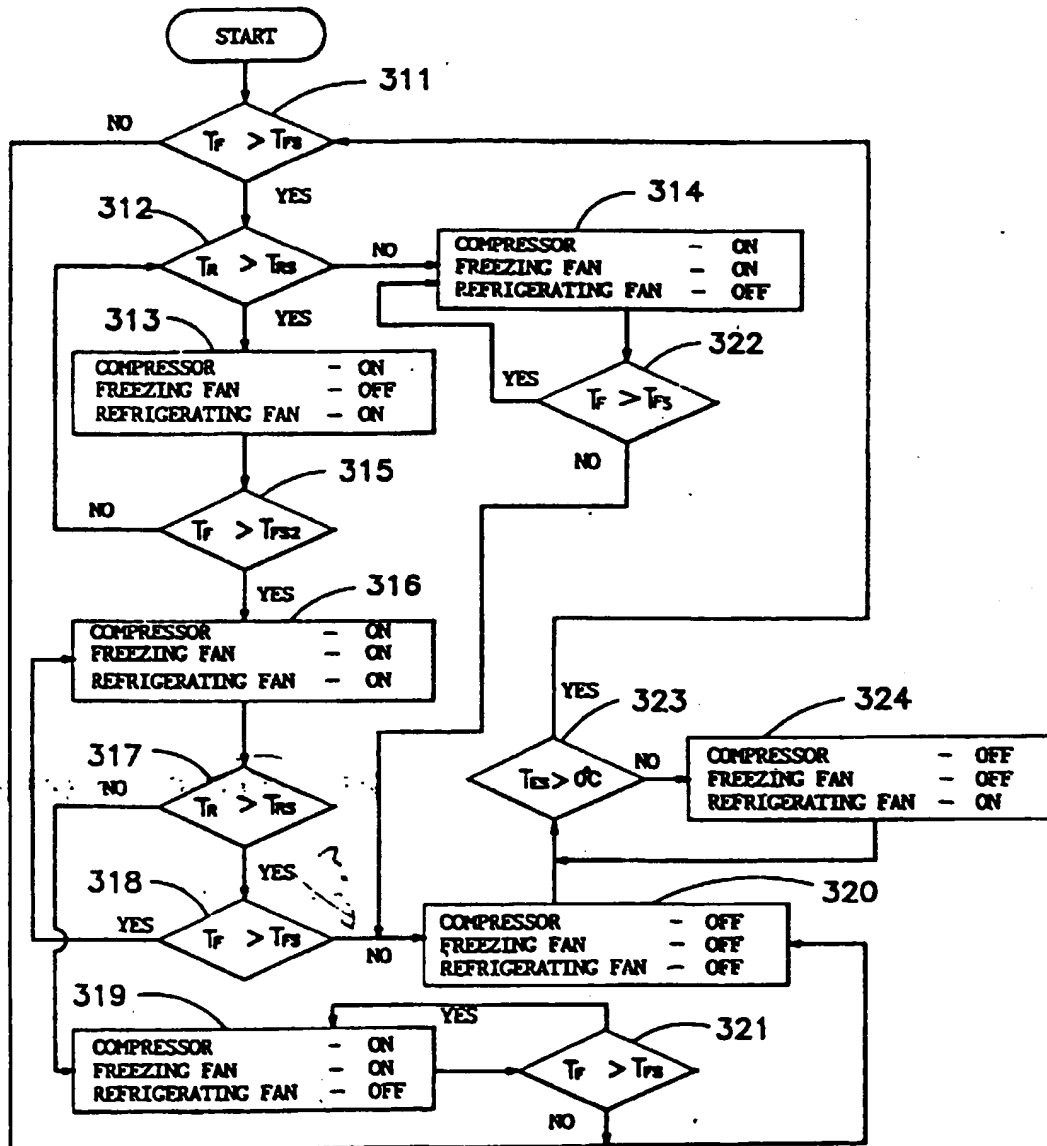 START
311
NO
TF > TFS
YES
312
314
TR > TRS
NO
COMPRESSOR - ON
FREEZING FAN - ON
REFRIGERATING FAN - OFF
YES
313
322
COMPRESSOR - ON
FREEZING FAN - OFF
REFRIGERATING FAN - ON
YES
TF > TFS
NO
315
NO
TF > TFS2
YES
316
COMPRESSOR - ON
FREEZING FAN - ON
REFRIGERATING FAN - ON
YES
323
324
317
NO
TR > TRS
TES > 0°C
NO
COMPRESSOR - OFF
FREEZING FAN - OFF
REFRIGERATING FAN - ON
YES
318
320
YES
TF > TFS
NO
COMPRESSOR - OFF
FREEZING FAN - OFF
REFRIGERATING FAN - OFF
319
YES
321
COMPRESSOR - ON
FREEZING FAN - ON
REFRIGERATING FAN - OFF
TF > TFS
NO